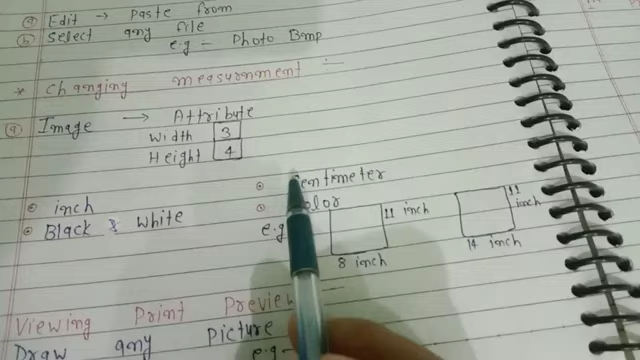 (a) Edit → Paste from
(b) Select any file
e.g - Photo Bmp
* Changing measurnment :-
(a) Image → Attribute
Width 3
Height 4
inch
Centimeter
Black & White
Color
e.g
11 inch
8 inch
11 inch
14 inch
Viewing Print Preview
Draw any Picture
e.g -